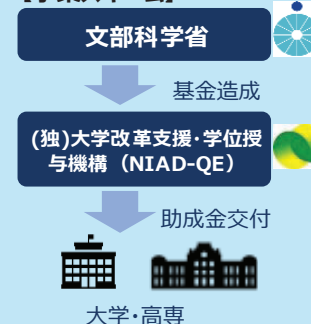 文部科学省
基金造成
(独)大学改革支援･学位授
与機構（NIAD-QE）
助成金交付
大学･高専